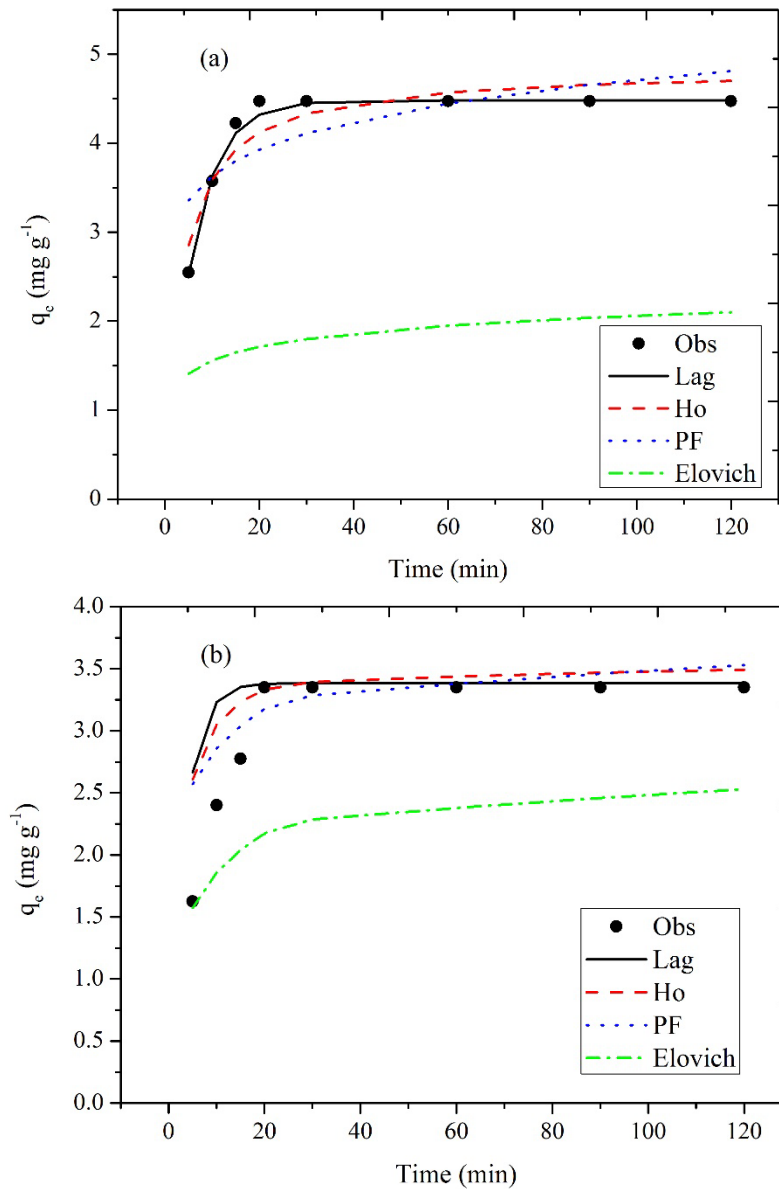 (a)
5
4
3
2
1
0
qe (mg g-1)
Obs
Lag
Ho
PF
Elovich
0 20 40 60 80 100 120
Time (min)
(b)
4.0
3.5
3.0
2.5
2.0
1.5
1.0
0.5
0.0
qe (mg g-1)
Obs
Lag
Ho
PF
Elovich
0 20 40 60 80 100 120
Time (min)